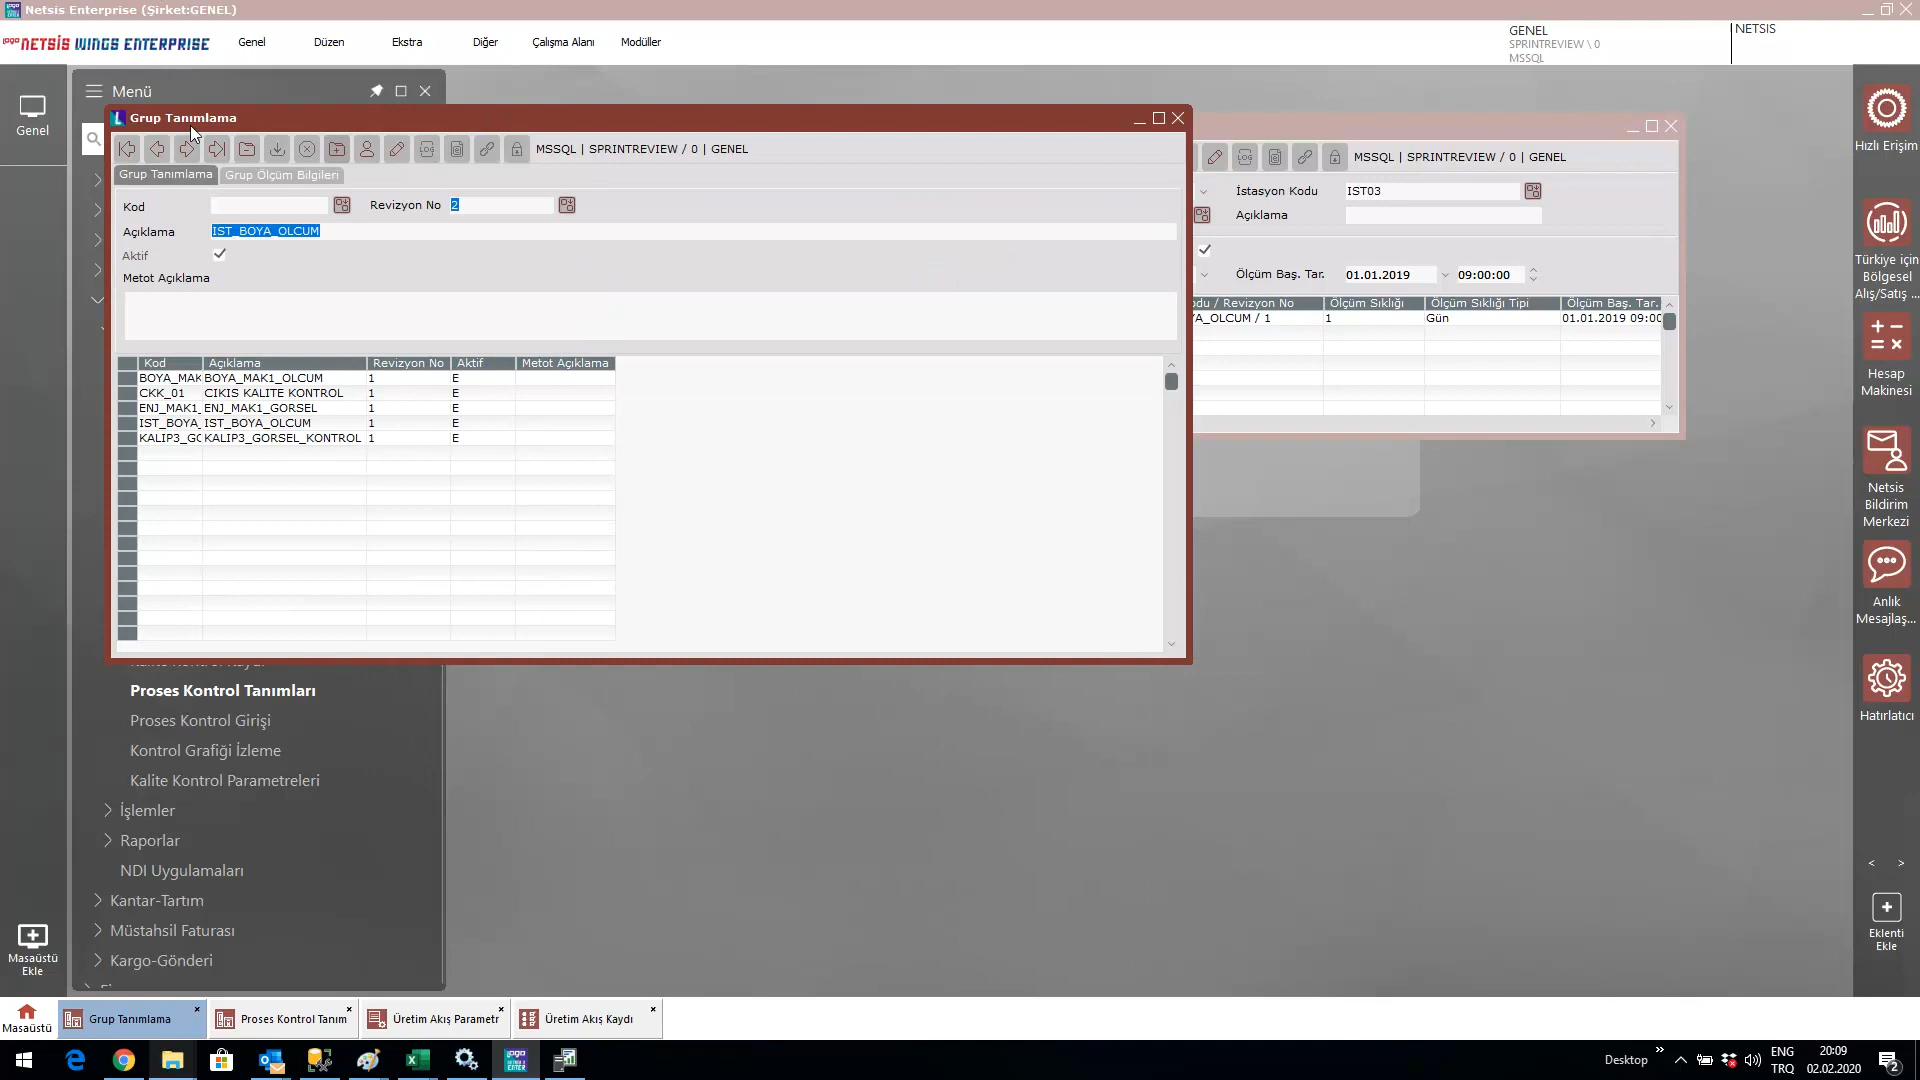 Netsis Enterprise (Şirket:GENEL)
logo NETSİS WINGS ENTERPRISE
Genel
Düzen
Ekstra
Diğer
Çalışma Alanı
Modüller
GENEL
SPRINTREVIEW \ 0
MSSQL
NETSIS
Genel
Menü
Grup Tanımlama
MSSQL | SPRINTREVIEW / 0 | GENEL
Grup Tanımlama
Grup Ölçüm Bilgileri
Kod
Revizyon No
2
Açıklama
IST_BOYA_OLCUM
Aktif
Metot Açıklama
Kod Açıklama Revizyon No Aktif Metot Açıklama
BOYA_MAK BOYA_MAK1_OLCUM 1 E
CKK_01 CIKIS KALITE KONTROL 1 E
ENJ_MAK1_ ENJ_MAK1_GORSEL 1 E
IST_BOYA_ IST_BOYA_OLCUM 1 E
KALIP3_GO KALIP3_GORSEL_KONTROL 1 E
MSSQL | SPRINTREVIEW / 0 | GENEL
İstasyon Kodu
IST03
Açıklama
Ölçüm Baş. Tar.
01.01.2019
09:00:00
odu / Revizyon No Ölçüm Sıklığı Ölçüm Sıklığı Tipi Ölçüm Baş. Tar.
YA_OLCUM / 1 1 Gün 01.01.2019 09:00
Proses Kontrol Tanımları
Proses Kontrol Girişi
Kontrol Grafiği İzleme
Kalite Kontrol Parametreleri
İşlemler
Raporlar
NDI Uygulamaları
Kantar-Tartım
Müstahsil Faturası
Kargo-Gönderi
Masaüstü
Ekle
Hızlı Erişim
Türkiye için
Bölgesel
Alış/Satış ...
Hesap
Makinesi
Netsis
Bildirim
Merkezi
Anlık
Mesajlaş...
Hatırlatıcı
< >
Eklenti
Ekle
Masaüstü
Grup Tanımlama
Proses Kontrol Tanım
Üretim Akış Parametr
Üretim Akış Kaydı
Desktop
ENG
TRQ
20:09
02.02.2020
2